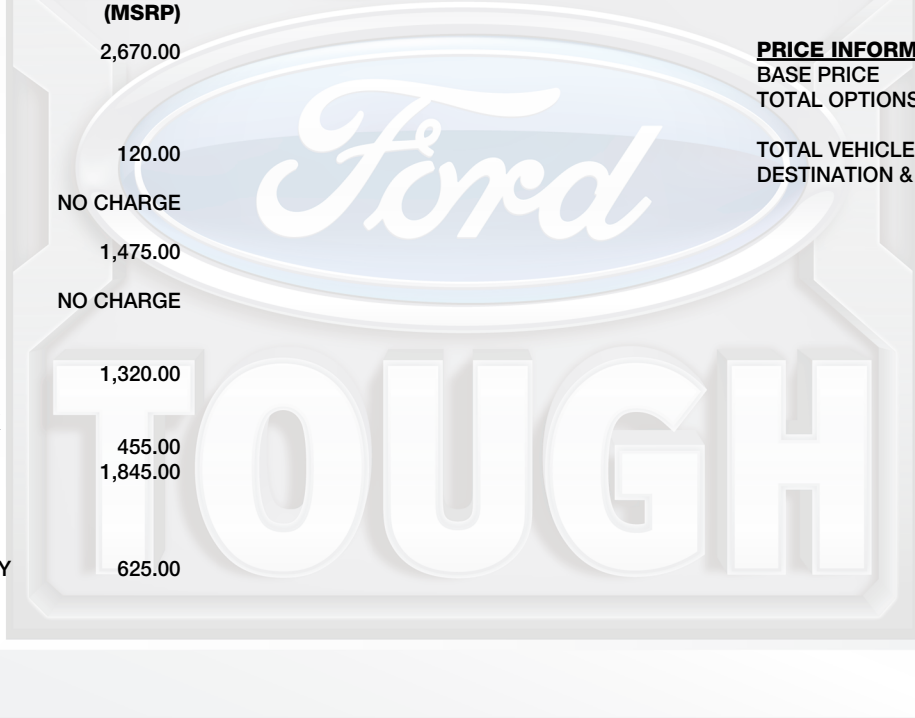 (MSRP)
2,670.00
120.00
NO CHARGE
1,475.00
NO CHARGE
1,320.00
455.00
1,845.00
Y 625.00
PRICE INFORM
BASE PRICE
TOTAL OPTIONS
TOTAL VEHICLE
DESTINATION &
Ford
TOUGH